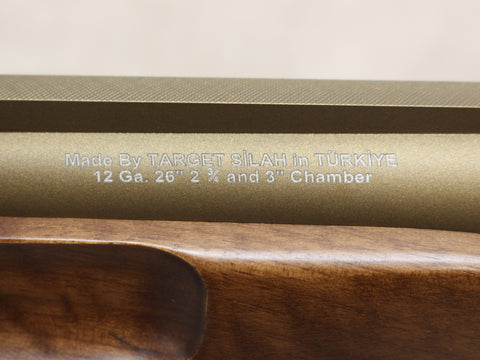 Made By TARGET SİLAH in TÜRKİYE
12 Ga. 26" 2 ¾ and 3" Chamber